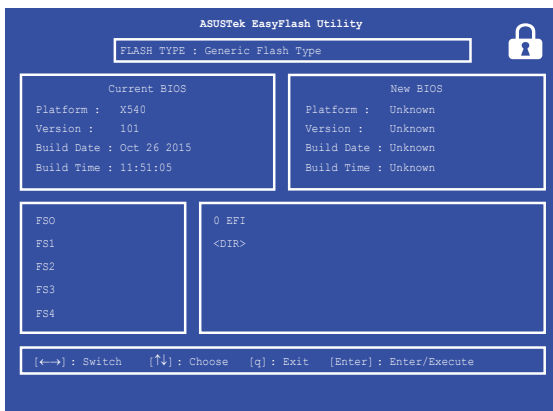 ASUSTek EasyFlash Utility
FLASH TYPE : Generic Flash Type
Current BIOS
Platform : X540
Version : 101
Build Date : Oct 26 2015
Build Time : 11:51:05
New BIOS
Platform : Unknown
Version : Unknown
Build Date : Unknown
Build Time : Unknown
FSO
FS1
FS2
FS3
FS4
0 EFI
<DIR>
[←→] : Switch [↑↓] : Choose [q] : Exit [Enter] : Enter/Execute